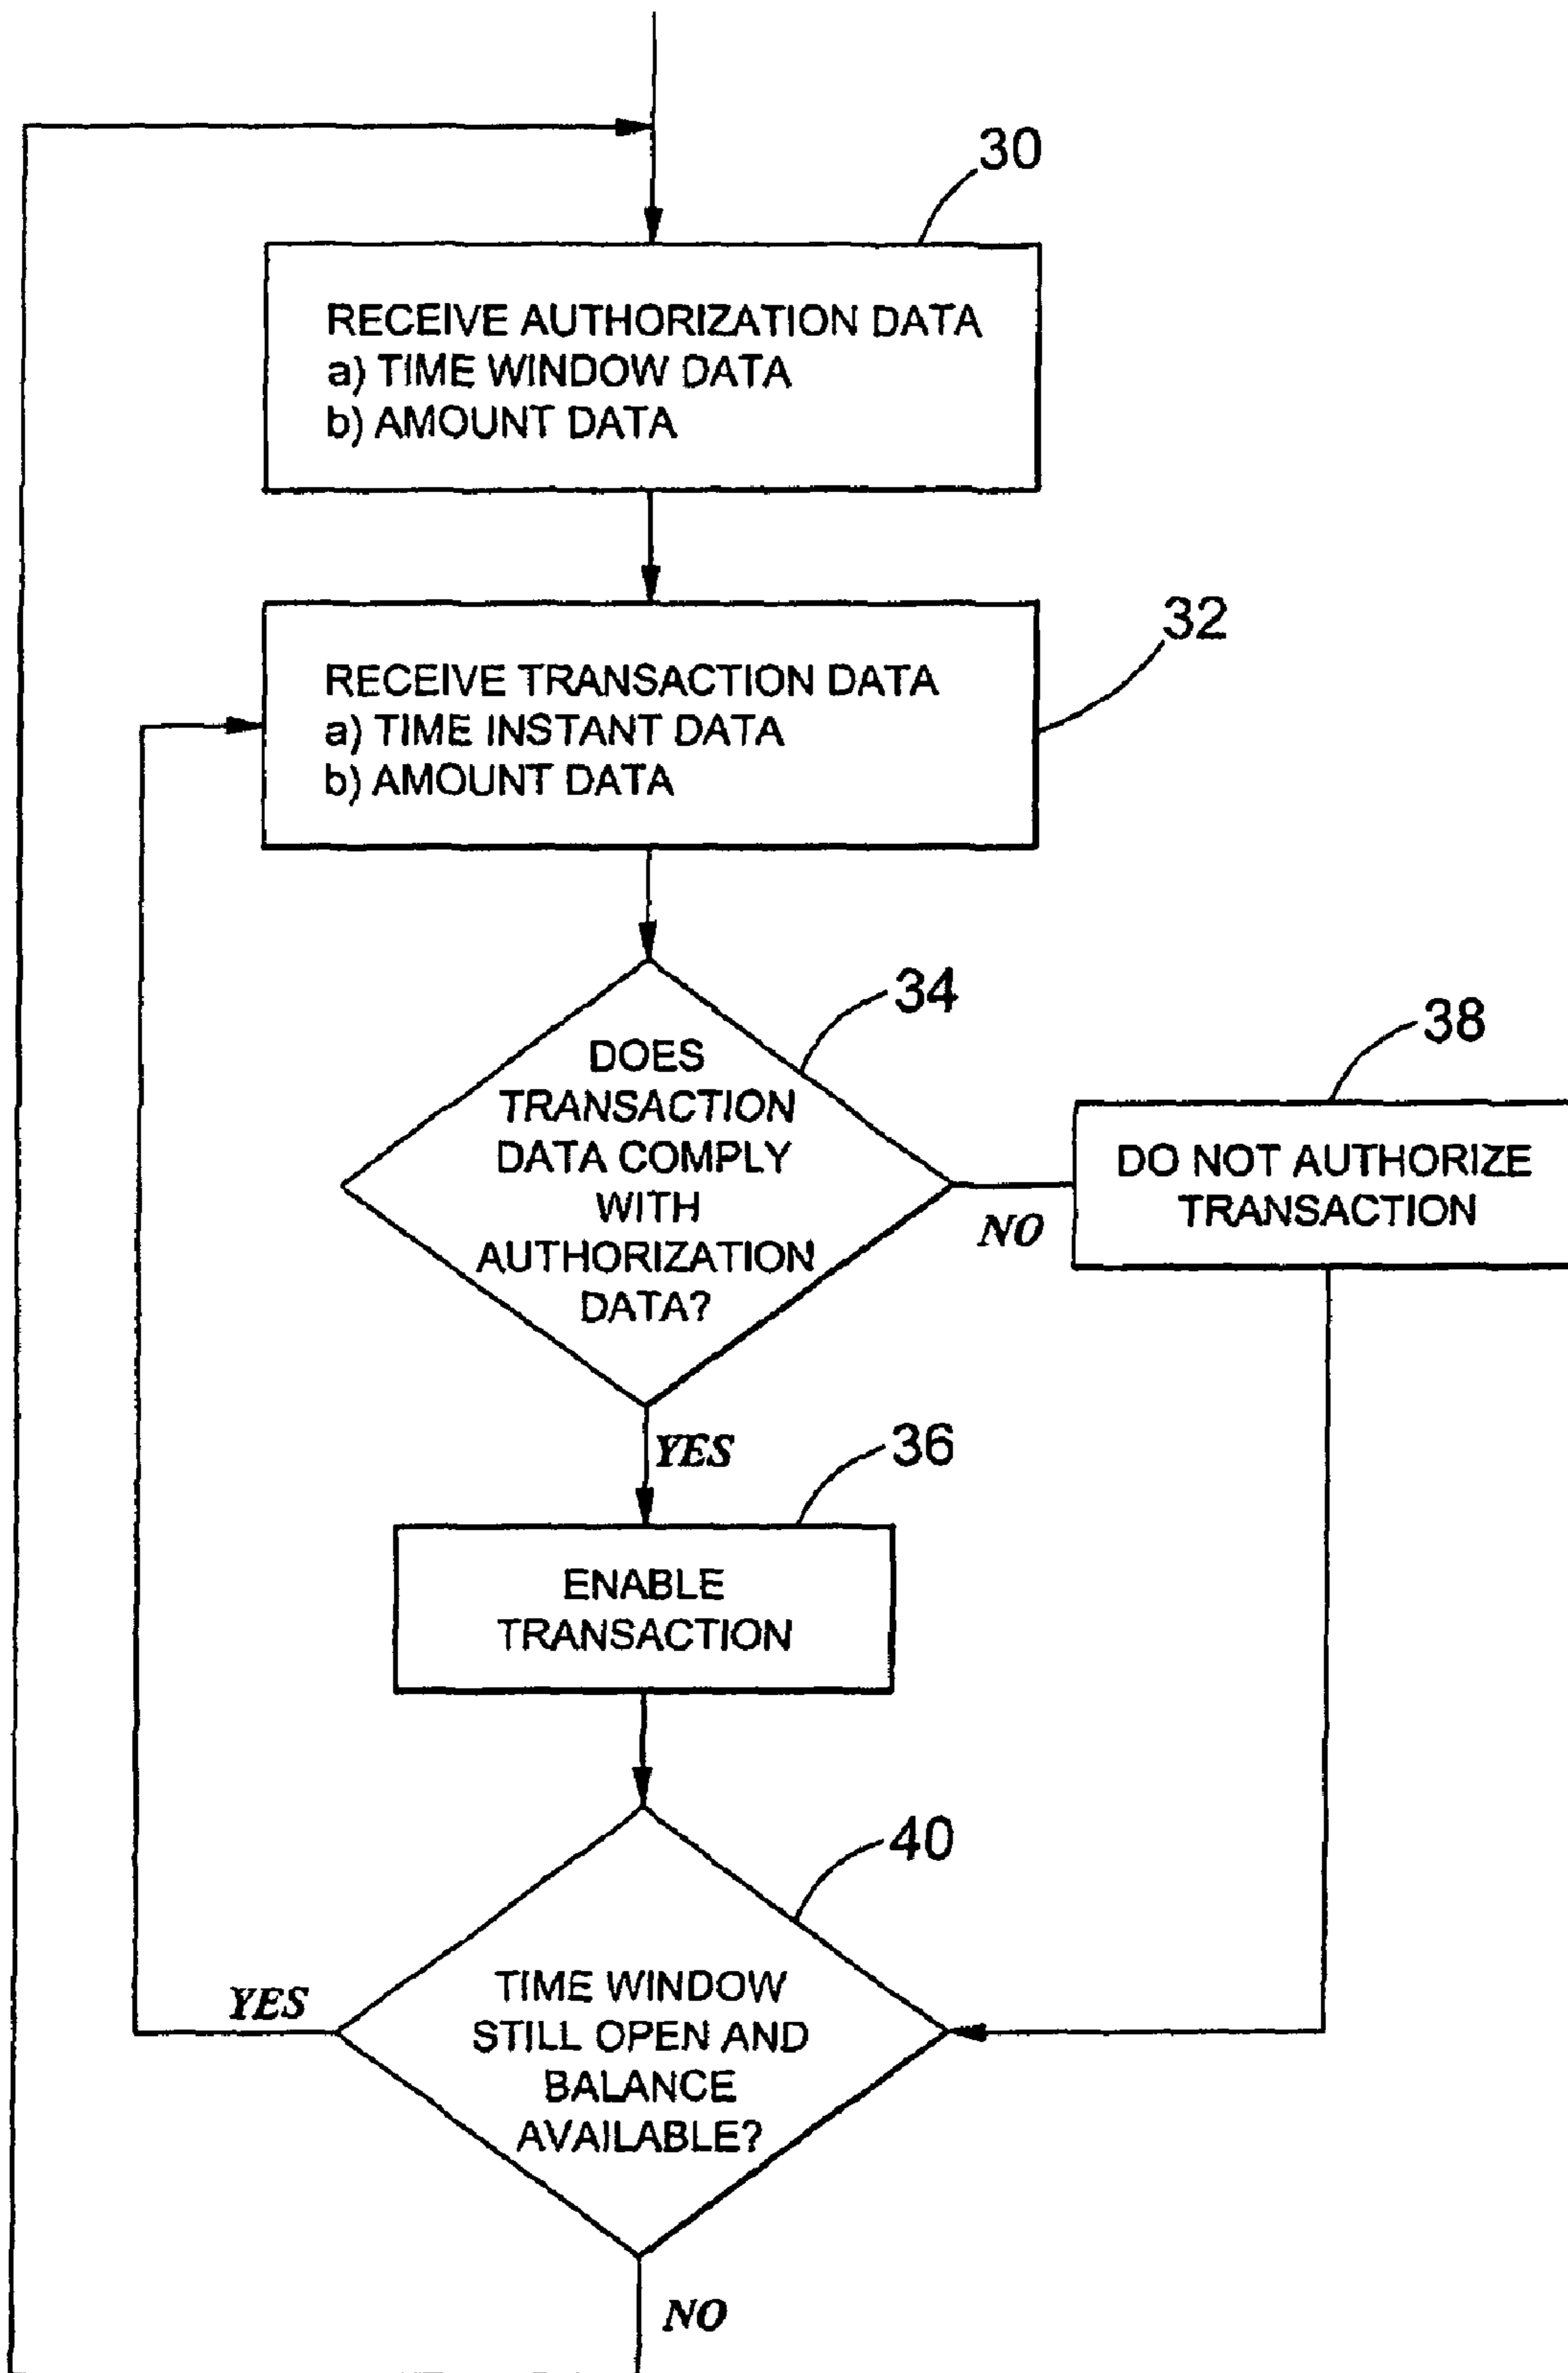 30
RECEIVE AUTHORIZATION DATA
a) TIME WINDOW DATA
b) AMOUNT DATA
32
RECEIVE TRANSACTION DATA
a) TIME INSTANT DATA
b) AMOUNT DATA
34
DOES
TRANSACTION
DATA COMPLY
WITH
AUTHORIZATION
DATA?
NO
38
DO NOT AUTHORIZE
TRANSACTION
YES
36
ENABLE
TRANSACTION
40
YES
TIME WINDOW
STILL OPEN AND
BALANCE
AVAILABLE?
NO